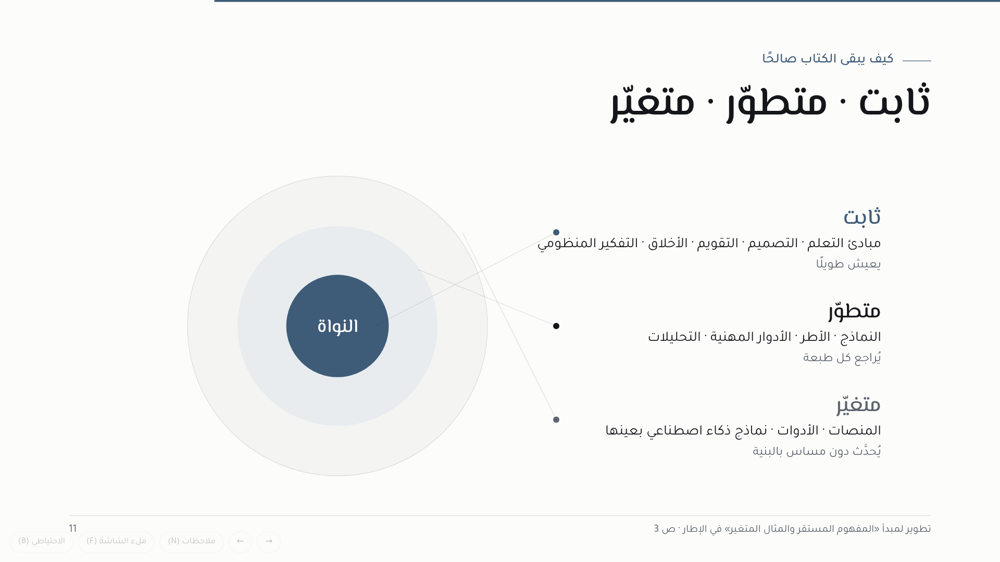 كيف يبقى الكتاب صالحًا
ثابت · متطوّر · متغيّر
ثابت
مبادئ التعلم · التصميم · التقويم · الأخلاق · التفكير المنظومي
يعيش طويلًا
متطوّر
النماذج · الأطر · الأدوار المهنية · التحليلات
يُراجع كل طبعة
متغيّر
المنصات · الأدوات · نماذج ذكاء اصطناعي بعينها
يُحدَّث دون مساس بالبنية
النواة
تطوير لمبدأ «المفهوم المستقر والمثال المتغير» في الإطار · ص 3
11
→ ← ملاحظات (N) ملء الشاشة (F) الاحتياطي (B)